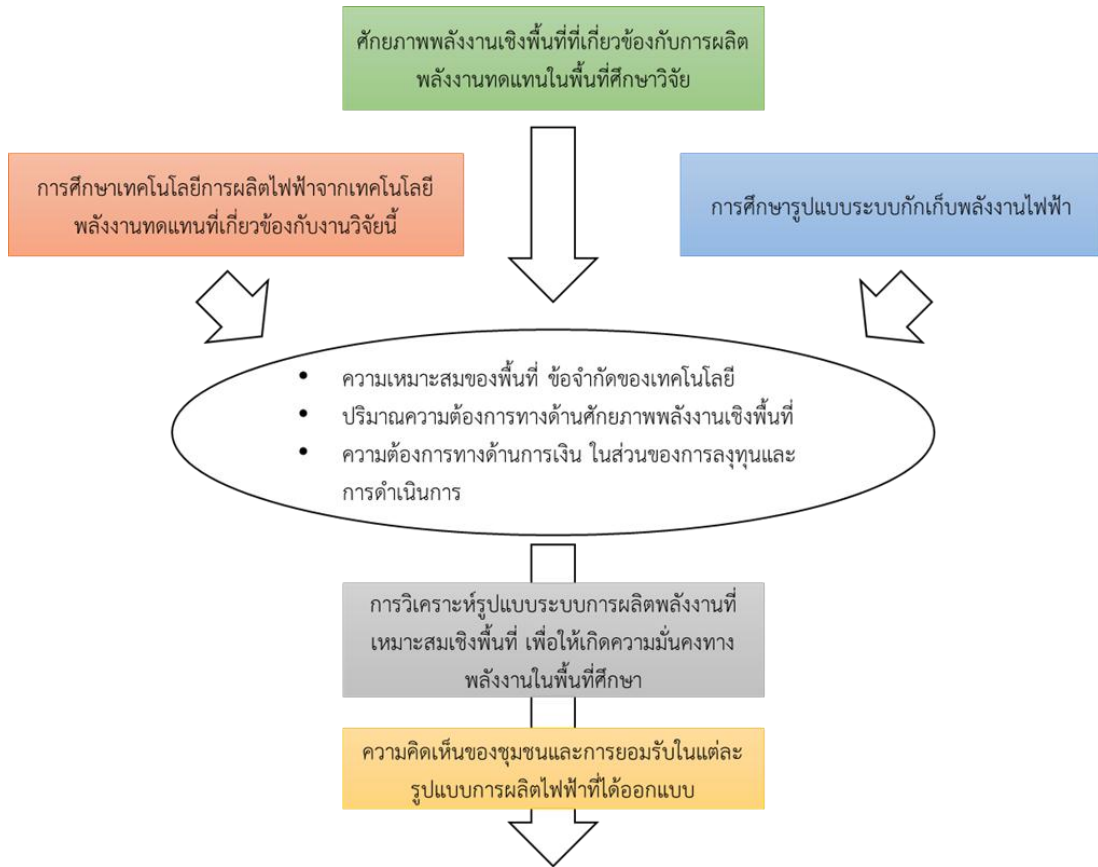 ศักยภาพพลังงานเชิงพื้นที่ที่เกี่ยวข้องกับการผลิต
พลังงานทดแทนในพื้นที่ศึกษาวิจัย
การศึกษาเทคโนโลยีการผลิตไฟฟ้าจากเทคโนโลยี
พลังงานทดแทนที่เกี่ยวข้องกับงานวิจัยนี้
การศึกษารูปแบบระบบกักเก็บพลังงานไฟฟ้า
• ความเหมาะสมของพื้นที่ ข้อจำกัดของเทคโนโลยี
• ปริมาณความต้องการทางด้านศักยภาพพลังงานเชิงพื้นที่
• ความต้องการทางด้านการเงิน ในส่วนของการลงทุนและ
การดำเนินการ
การวิเคราะห์รูปแบบระบบการผลิตพลังงานที่
เหมาะสมเชิงพื้นที่ เพื่อให้เกิดความมั่นคงทาง
พลังงานในพื้นที่ศึกษา
ความคิดเห็นของชุมชนและการยอมรับในแต่ละ
รูปแบบการผลิตไฟฟ้าที่ได้ออกแบบ